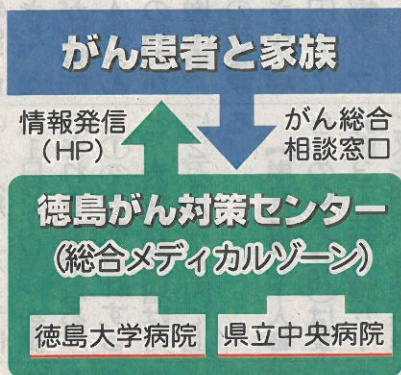 がん患者と家族
情報発信
(HP)
がん総合
相談窓口
徳島がん対策センター
(総合メディカルゾーン)
徳島大学病院
県立中央病院